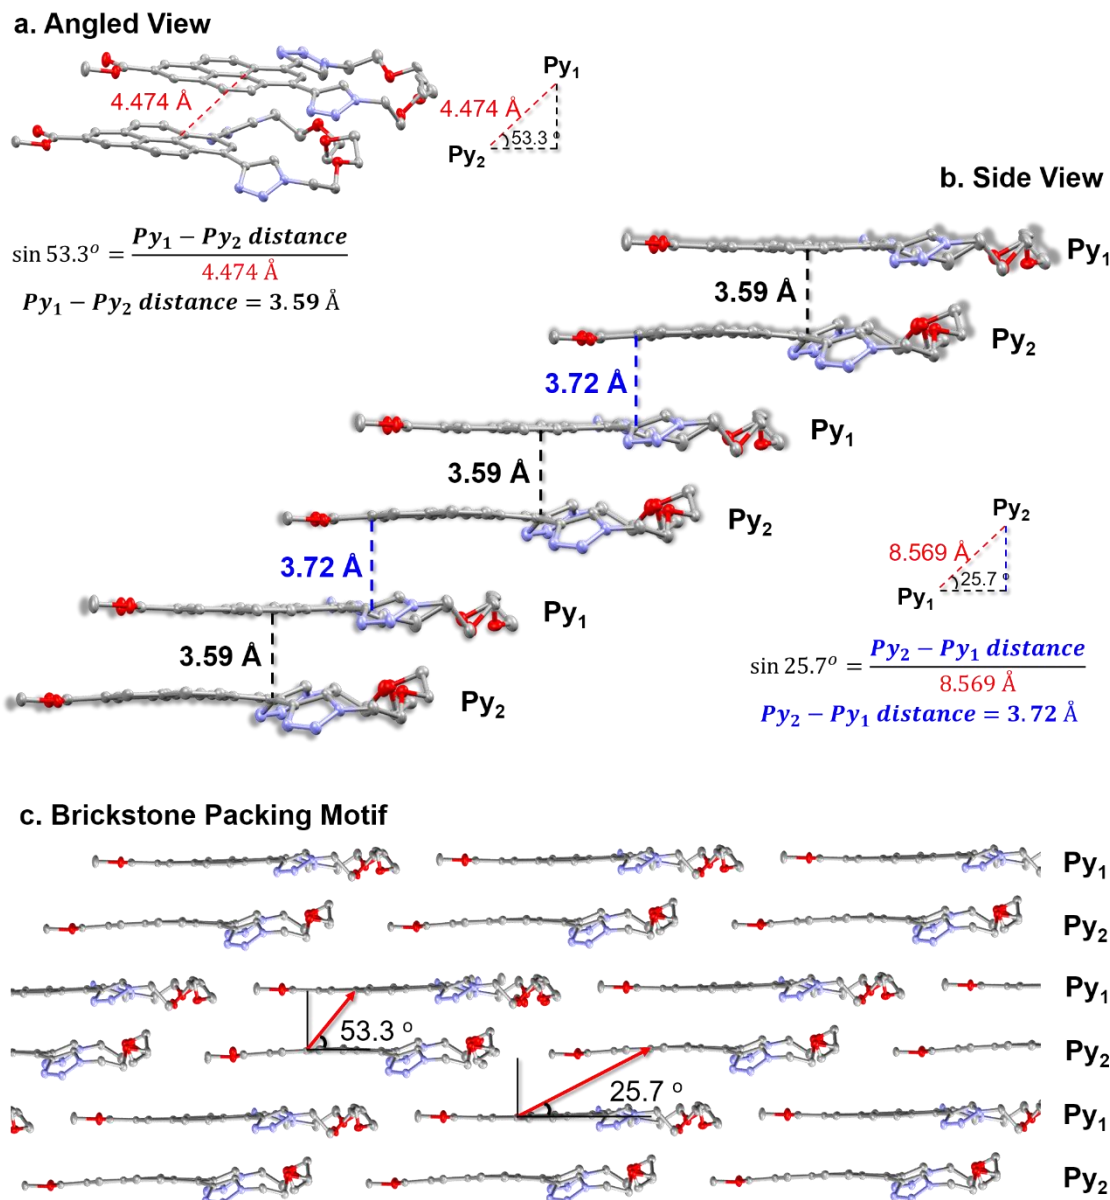 a. Angled View
4.474 Å
Py1
4.474 Å
53.3 o
Py2
sin 53.3o = Py1 − Py2 distance / 4.474 Å
Py1 − Py2 distance = 3.59 Å
b. Side View
Py1
3.59 Å
Py2
3.72 Å
Py1
3.59 Å
Py2
3.72 Å
Py1
3.59 Å
Py2
Py2
8.569 Å
25.7 o
Py1
sin 25.7o = Py2 − Py1 distance / 8.569 Å
Py2 − Py1 distance = 3.72 Å
c. Brickstone Packing Motif
Py1
Py2
Py1
53.3 o
Py2
25.7 o
Py1
Py2